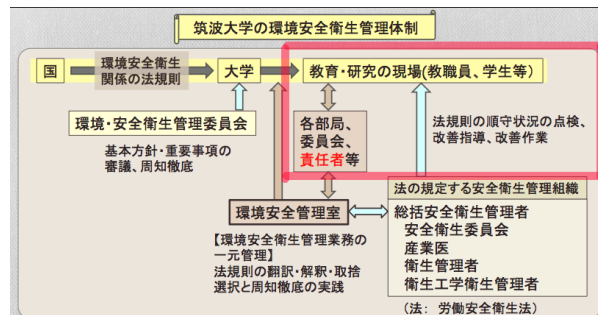 筑波大学の環境安全衛生管理体制
国
環境安全衛生
関係の法規則
大学
教育・研究の現場(教職員、学生等)
環境・安全衛生管理委員会
基本方針・重要事項の
審議、周知徹底
各部局、
委員会、
責任者等
法規則の順守状況の点検、
改善指導、改善作業
環境安全管理室
【環境安全衛生管理業務の
一元管理】
法規則の翻訳・解釈・取捨
選択と周知徹底の実践
法の規定する安全衛生管理組織
総括安全衛生管理者
安全衛生委員会
産業医
衛生管理者
衛生工学衛生管理者
(法: 労働安全衛生法)